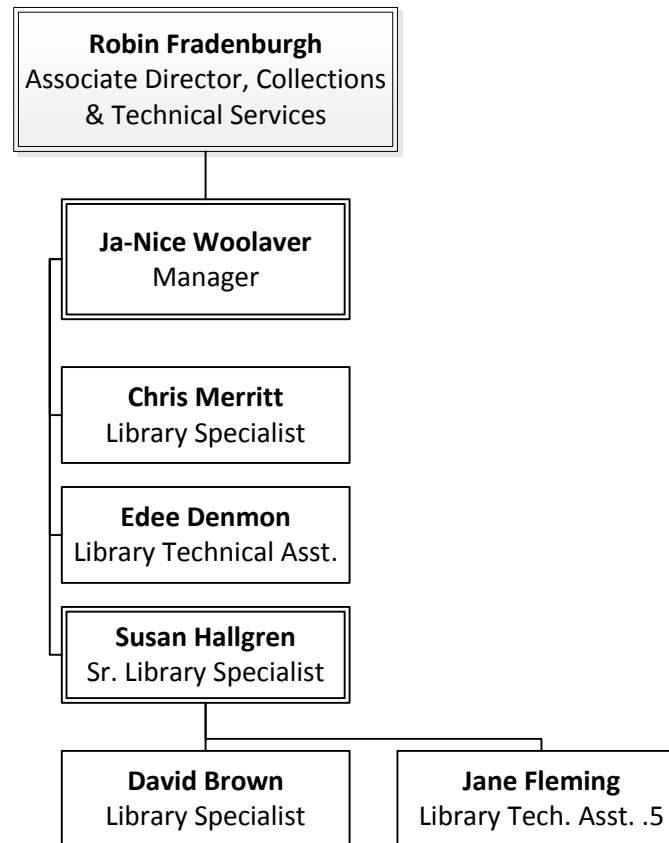 Robin Fradenburgh
Associate Director, Collections
& Technical Services
Ja-Nice Woolaver
Manager
Chris Merritt
Library Specialist
Edee Denmon
Library Technical Asst.
Susan Hallgren
Sr. Library Specialist
David Brown
Library Specialist
Jane Fleming
Library Tech. Asst. .5